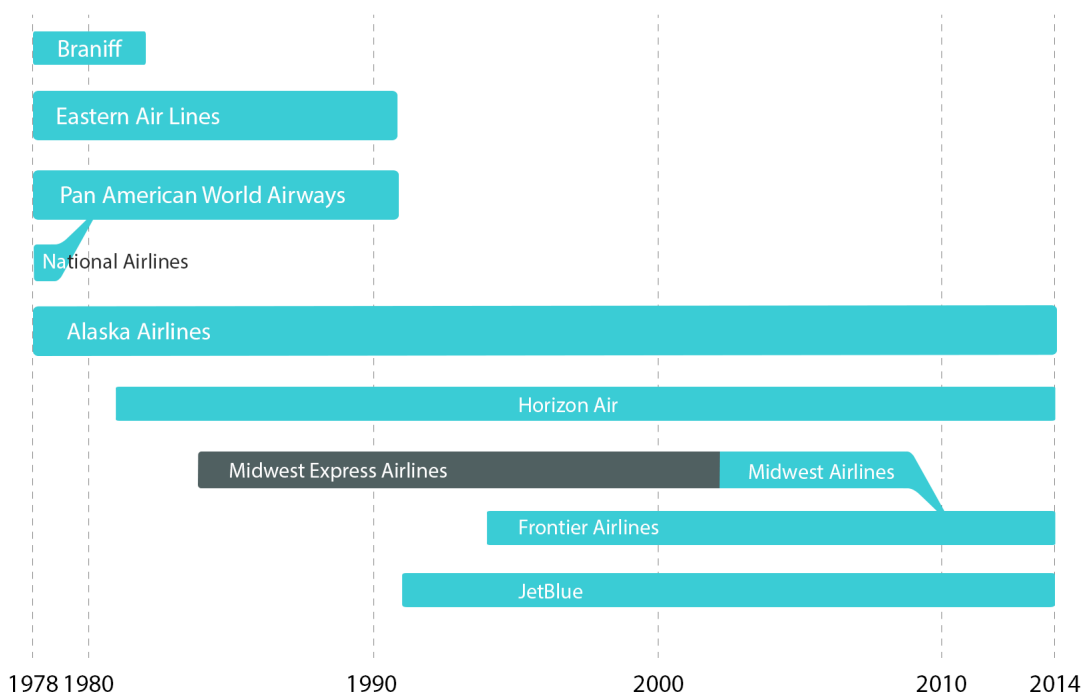 Braniff
Eastern Air Lines
Pan American World Airways
National Airlines
Alaska Airlines
Horizon Air
Midwest Express Airlines
Midwest Airlines
Frontier Airlines
JetBlue
1978 1980 1990 2000 2010 2014